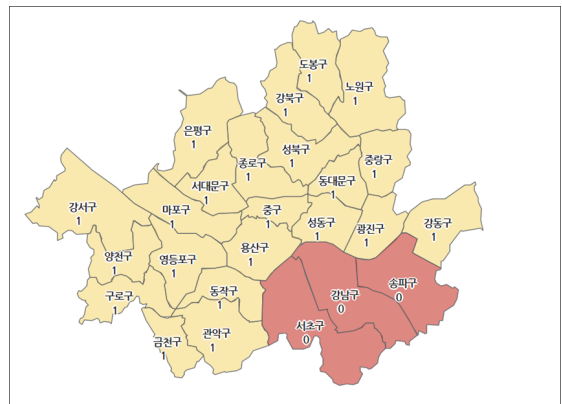 도봉구
1
노원구
1
강북구
1
은평구
1
성북구
1
종로구
1
중랑구
1
동대문구
1
서대문구
1
강서구
1
마포구
1
중구
1
성동구
1
광진구
1
강동구
1
양천구
1
영등포구
1
용산구
1
송파구
0
구로구
1
동작구
1
강남구
0
서초구
0
금천구
1
관악구
1